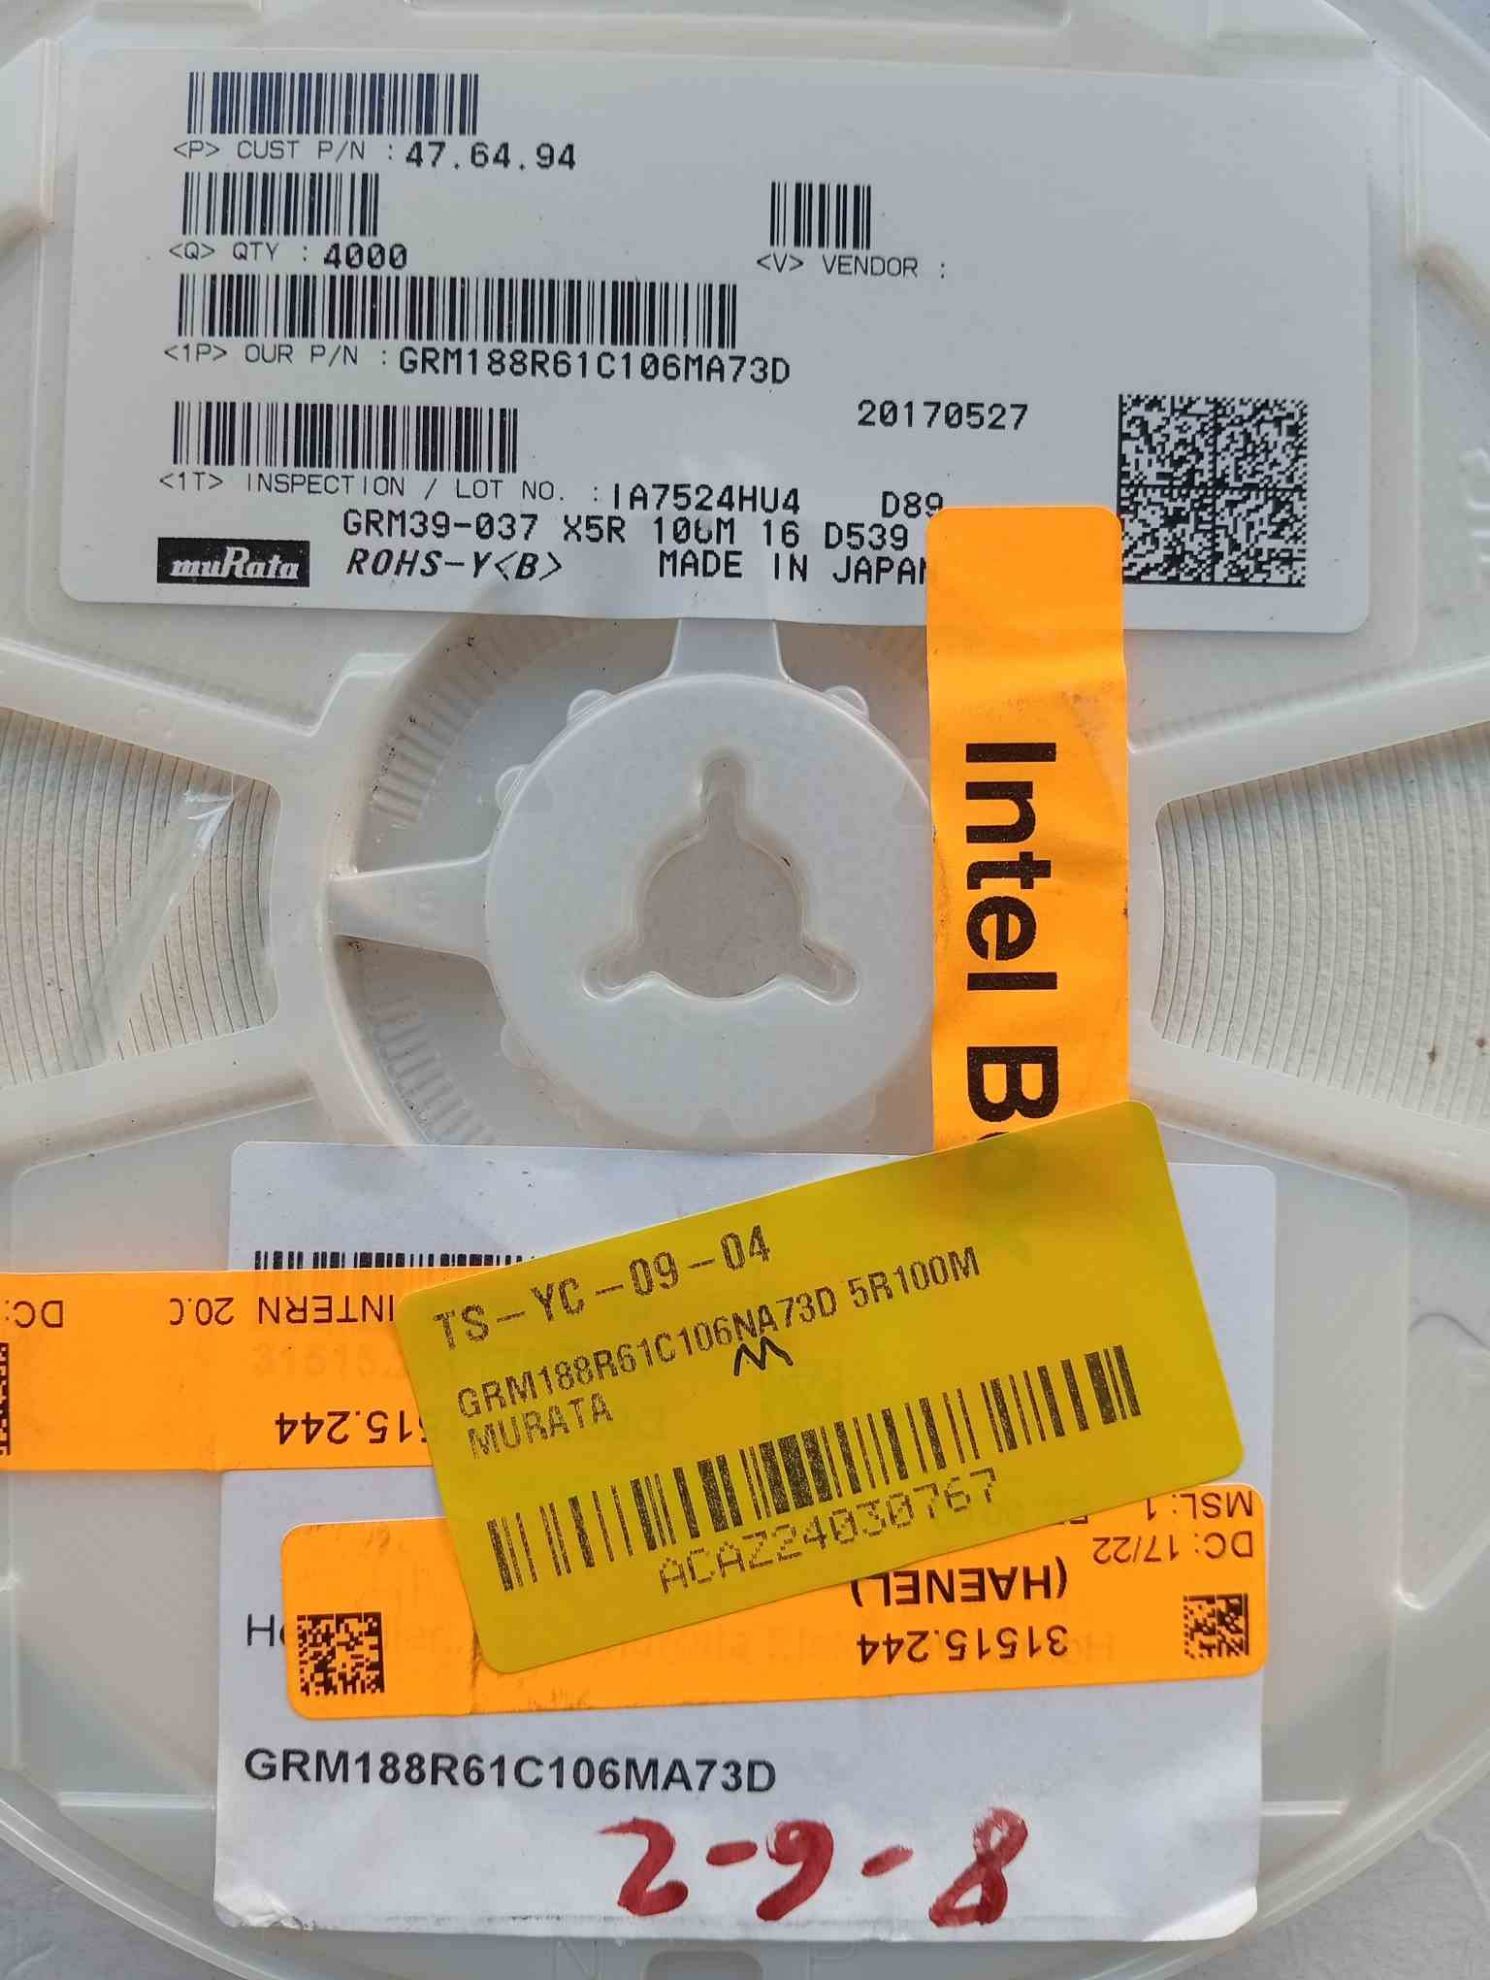 <P> CUST P/N : 47.64.94
<Q> QTY : 4000
<V> VENDOR :
<1P> OUR P/N : GRM188R61C106MA73D
20170527
<1T> INSPECTION / LOT NO. : IA7524HU4 D89
GRM39-037 X5R 106M 16 D539
muRata ROHS-Y<B> MADE IN JAPAN
Intel
TS-YC-09-04
GRM188R61C106NA73D 5R100M
M
MURATA
ACAZ24030767
DC: 20.0 INTERN
515.244
MSL: 1
DC: 17/22
(HAENEL)
31515.244
GRM188R61C106MA73D
2-9-8